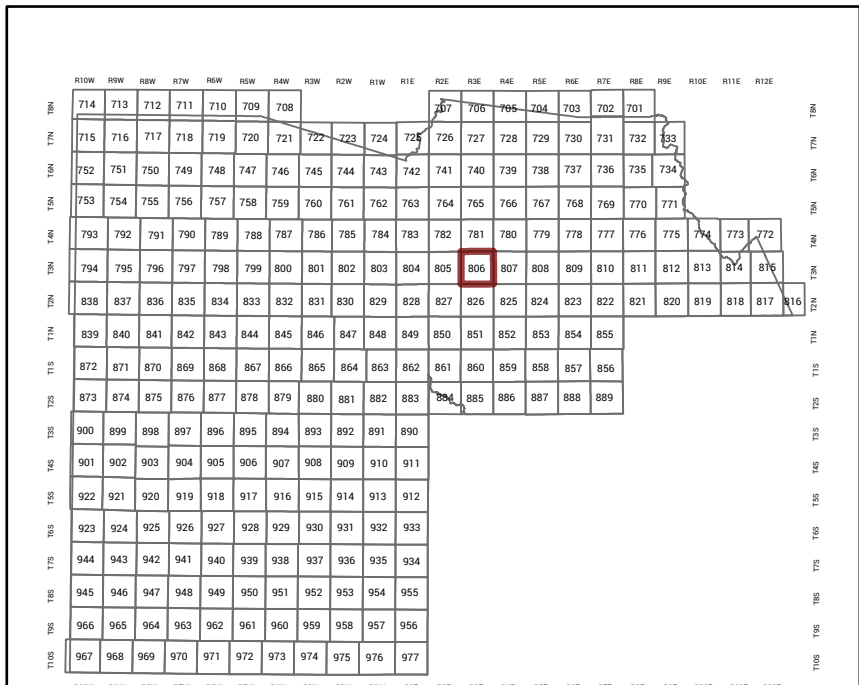 R10W R9W R8W R7W R6W R5W R4W R3W R2W R1W R1E R2E R3E R4E R5E R6E R7E R8E R9E R10E R11E R12E
T8N 714 713 712 711 710 709 708 707 706 705 704 703 702 701 T8N
T7N 715 716 717 718 719 720 721 722 723 724 725 726 727 728 729 730 731 732 733 T7N
T6N 752 751 750 749 748 747 746 745 744 743 742 741 740 739 738 737 736 735 734 T6N
T5N 753 754 755 756 757 758 759 760 761 762 763 764 765 766 767 768 769 770 771 T5N
T4N 793 792 791 790 789 788 787 786 785 784 783 782 781 780 779 778 777 776 775 774 773 772 T4N
T3N 794 795 796 797 798 799 800 801 802 803 804 805 806 807 808 809 810 811 812 813 814 815 T3N
T2N 838 837 836 835 834 833 832 831 830 829 828 827 826 825 824 823 822 821 820 819 818 817 816 T2N
T1N 839 840 841 842 843 844 845 846 847 848 849 850 851 852 853 854 855 T1N
T1S 872 871 870 869 868 867 866 865 864 863 862 861 860 859 858 857 856 T1S
T2S 873 874 875 876 877 878 879 880 881 882 883 884 885 886 887 888 889 T2S
T3S 900 899 898 897 896 895 894 893 892 891 890 T3S
T4S 901 902 903 904 905 906 907 908 909 910 911 T4S
T5S 922 921 920 919 918 917 916 915 914 913 912 T5S
T6S 923 924 925 926 927 928 929 930 931 932 933 T6S
T7S 944 943 942 941 940 939 938 937 936 935 934 T7S
T8S 945 946 947 948 949 950 951 952 953 954 955 T8S
T9S 966 965 964 963 962 961 960 959 958 957 956 T9S
T10S 967 968 969 970 971 972 973 974 975 976 977 T10S